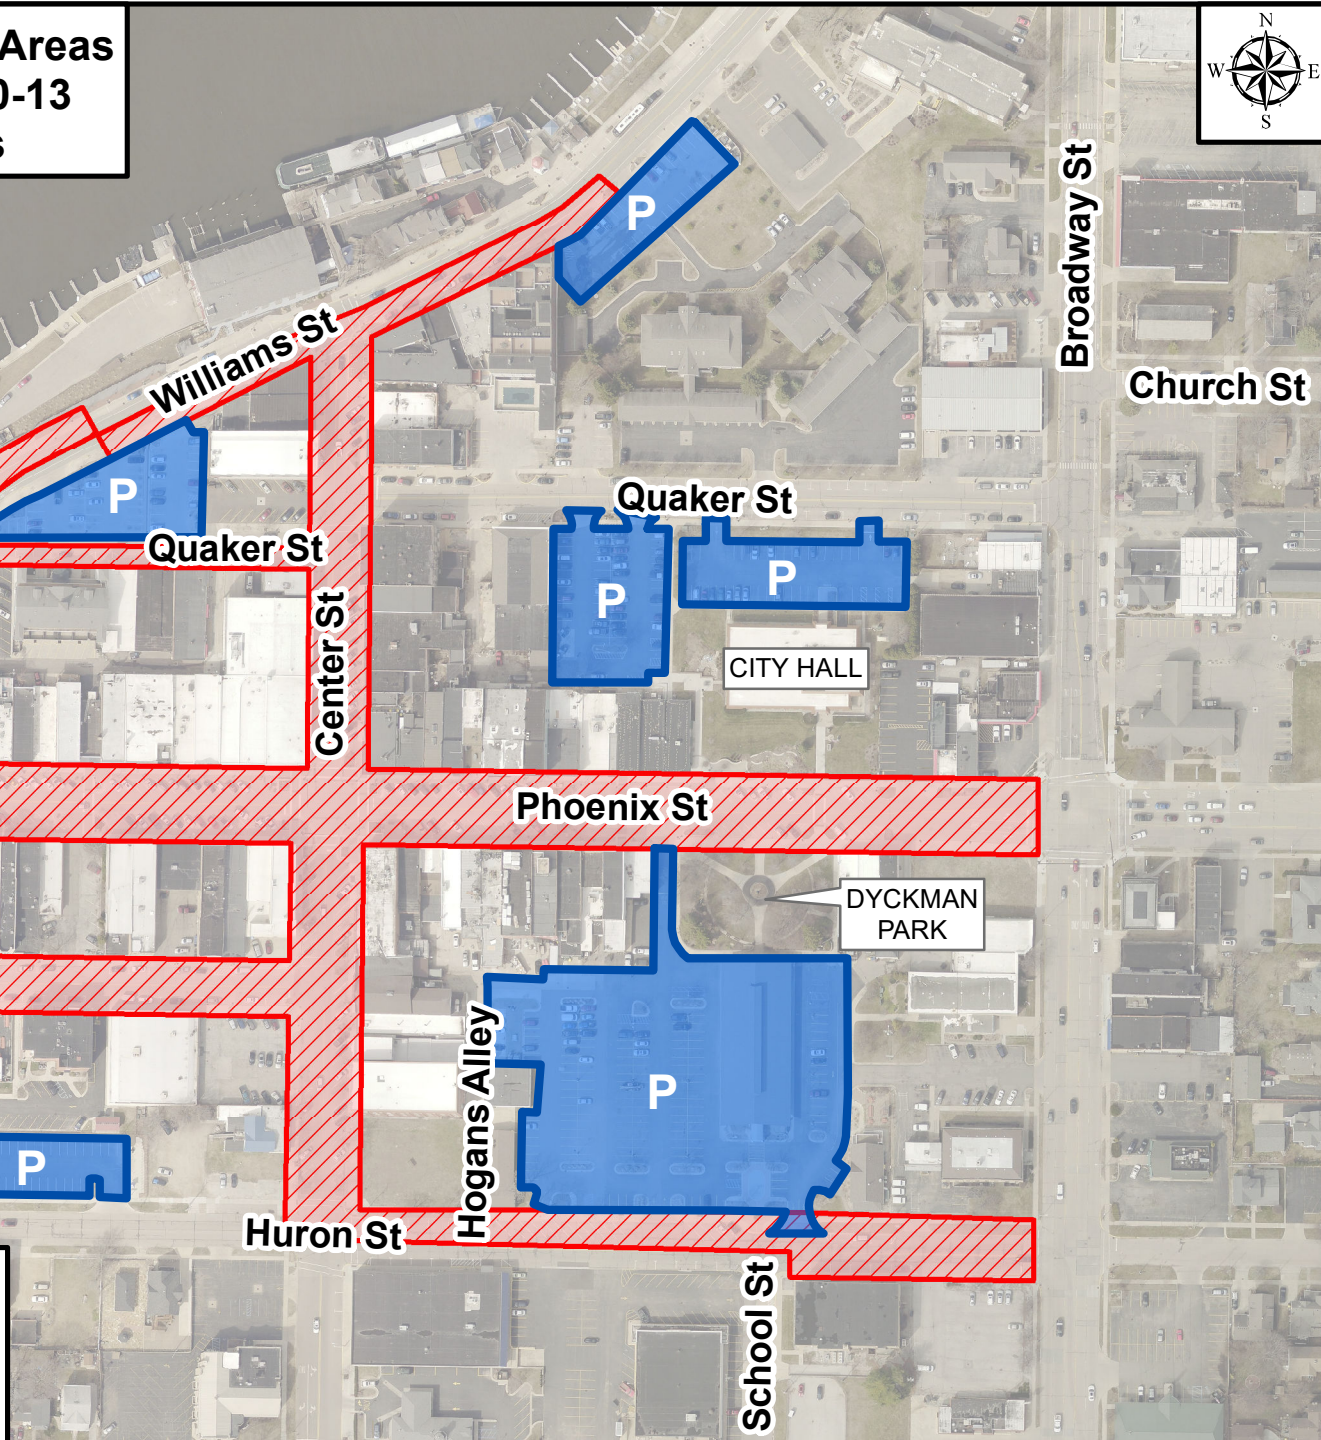 Areas
0-13
s
N
W E
S
P
Broadway St
Williams St
Church St
P
Quaker St
Quaker St
P
P
CITY HALL
Center St
Phoenix St
DYCKMAN
PARK
Hogans Alley
P
P
Huron St
School St